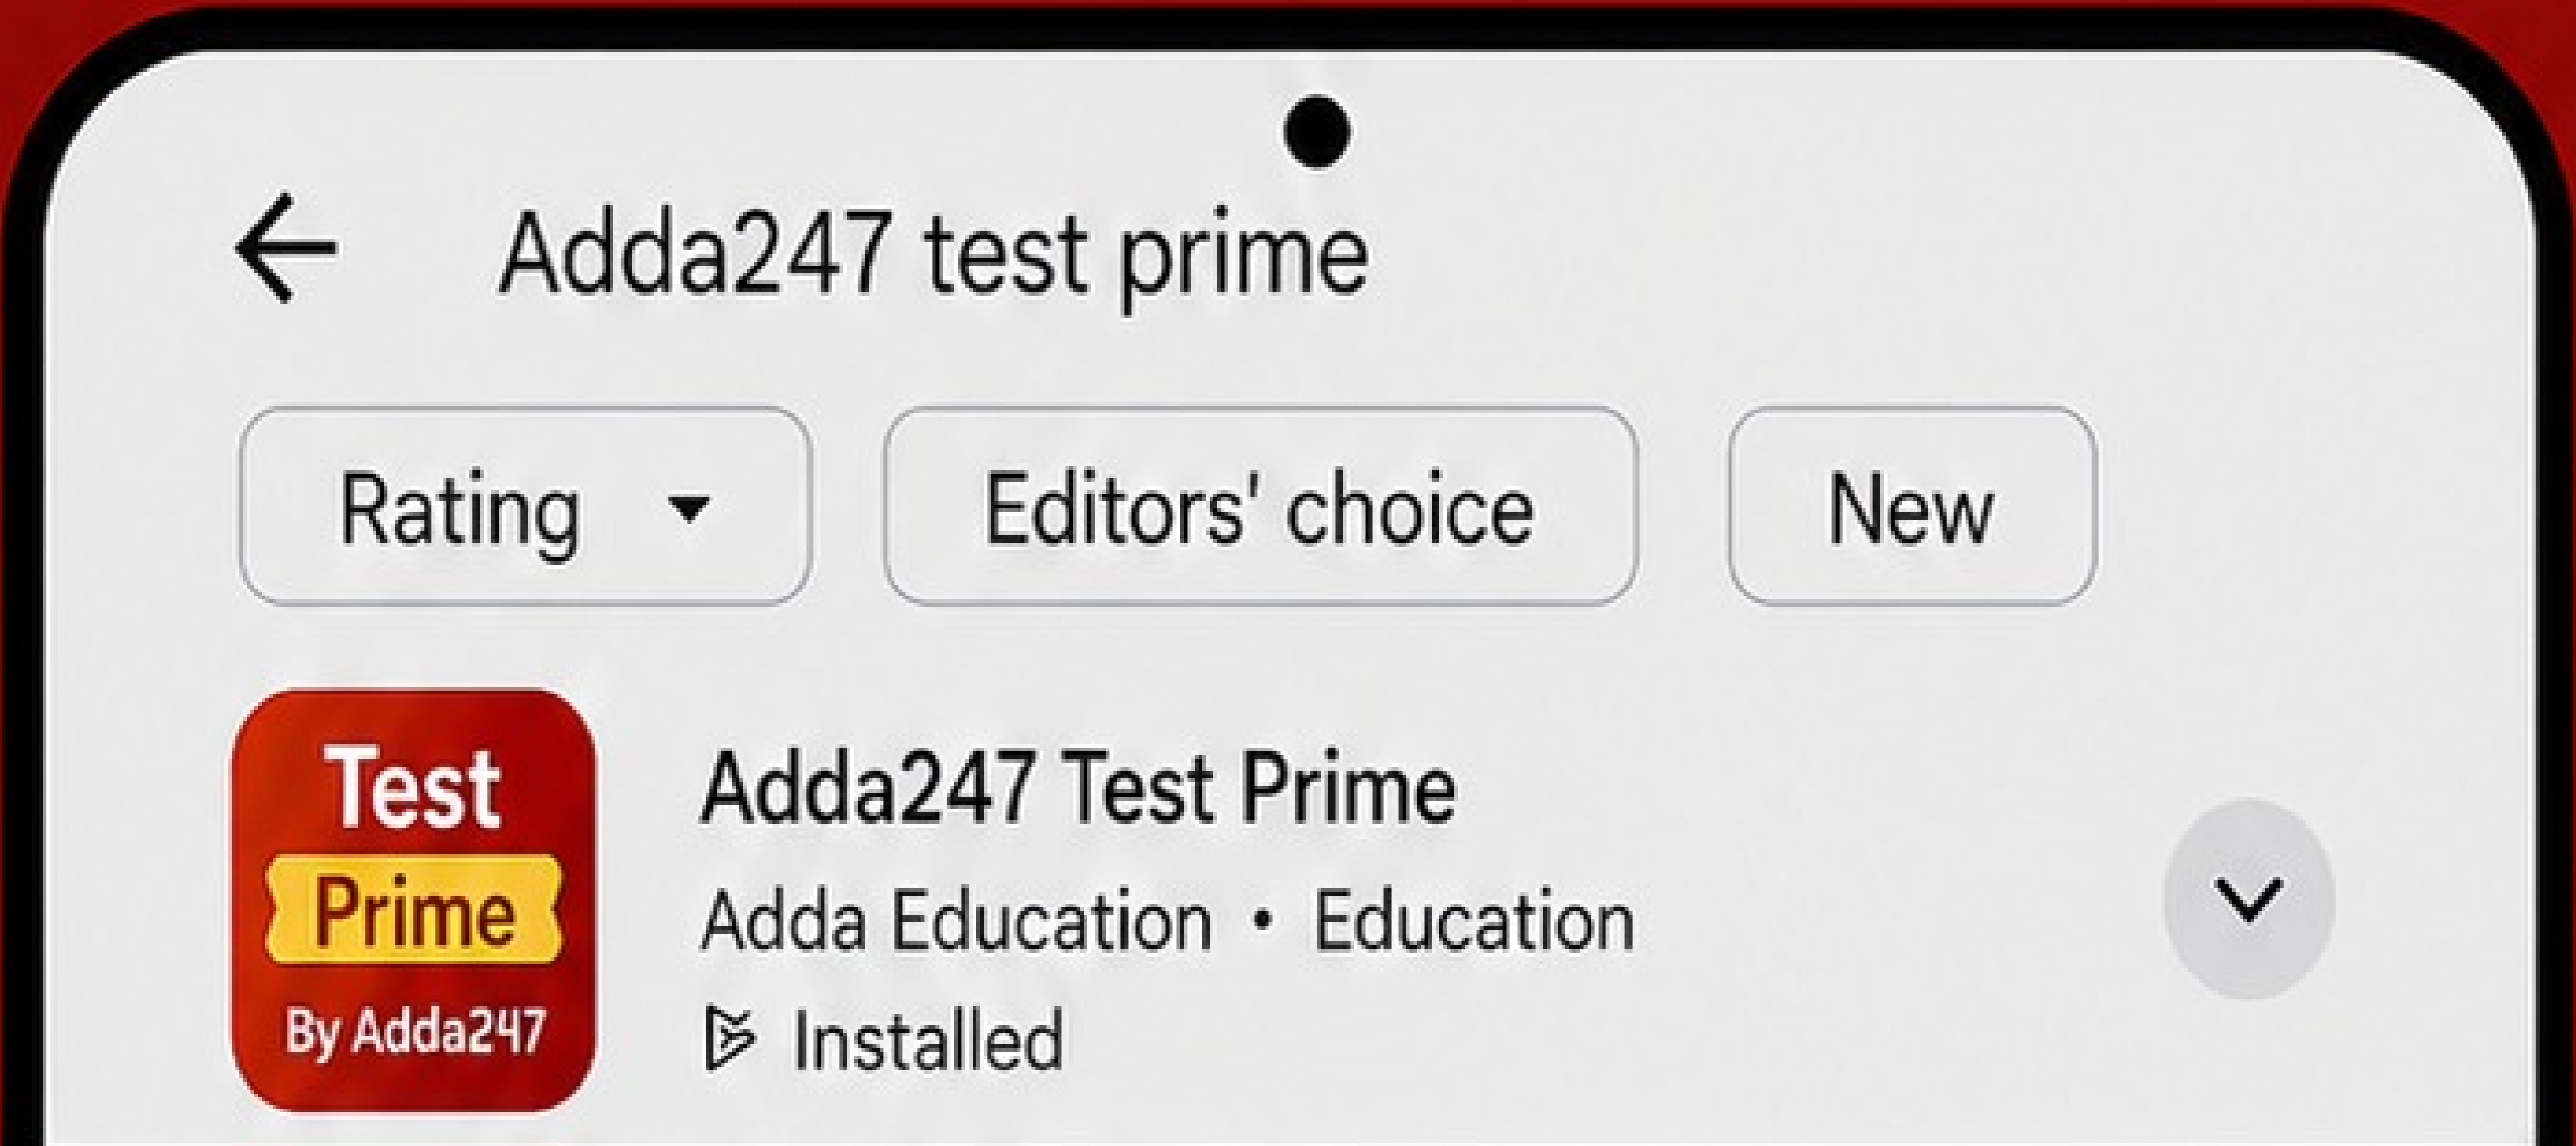 Adda247 test prime
Rating
Editors' choice
New
Test
Prime
By Adda247
Adda247 Test Prime
Adda Education • Education
Installed